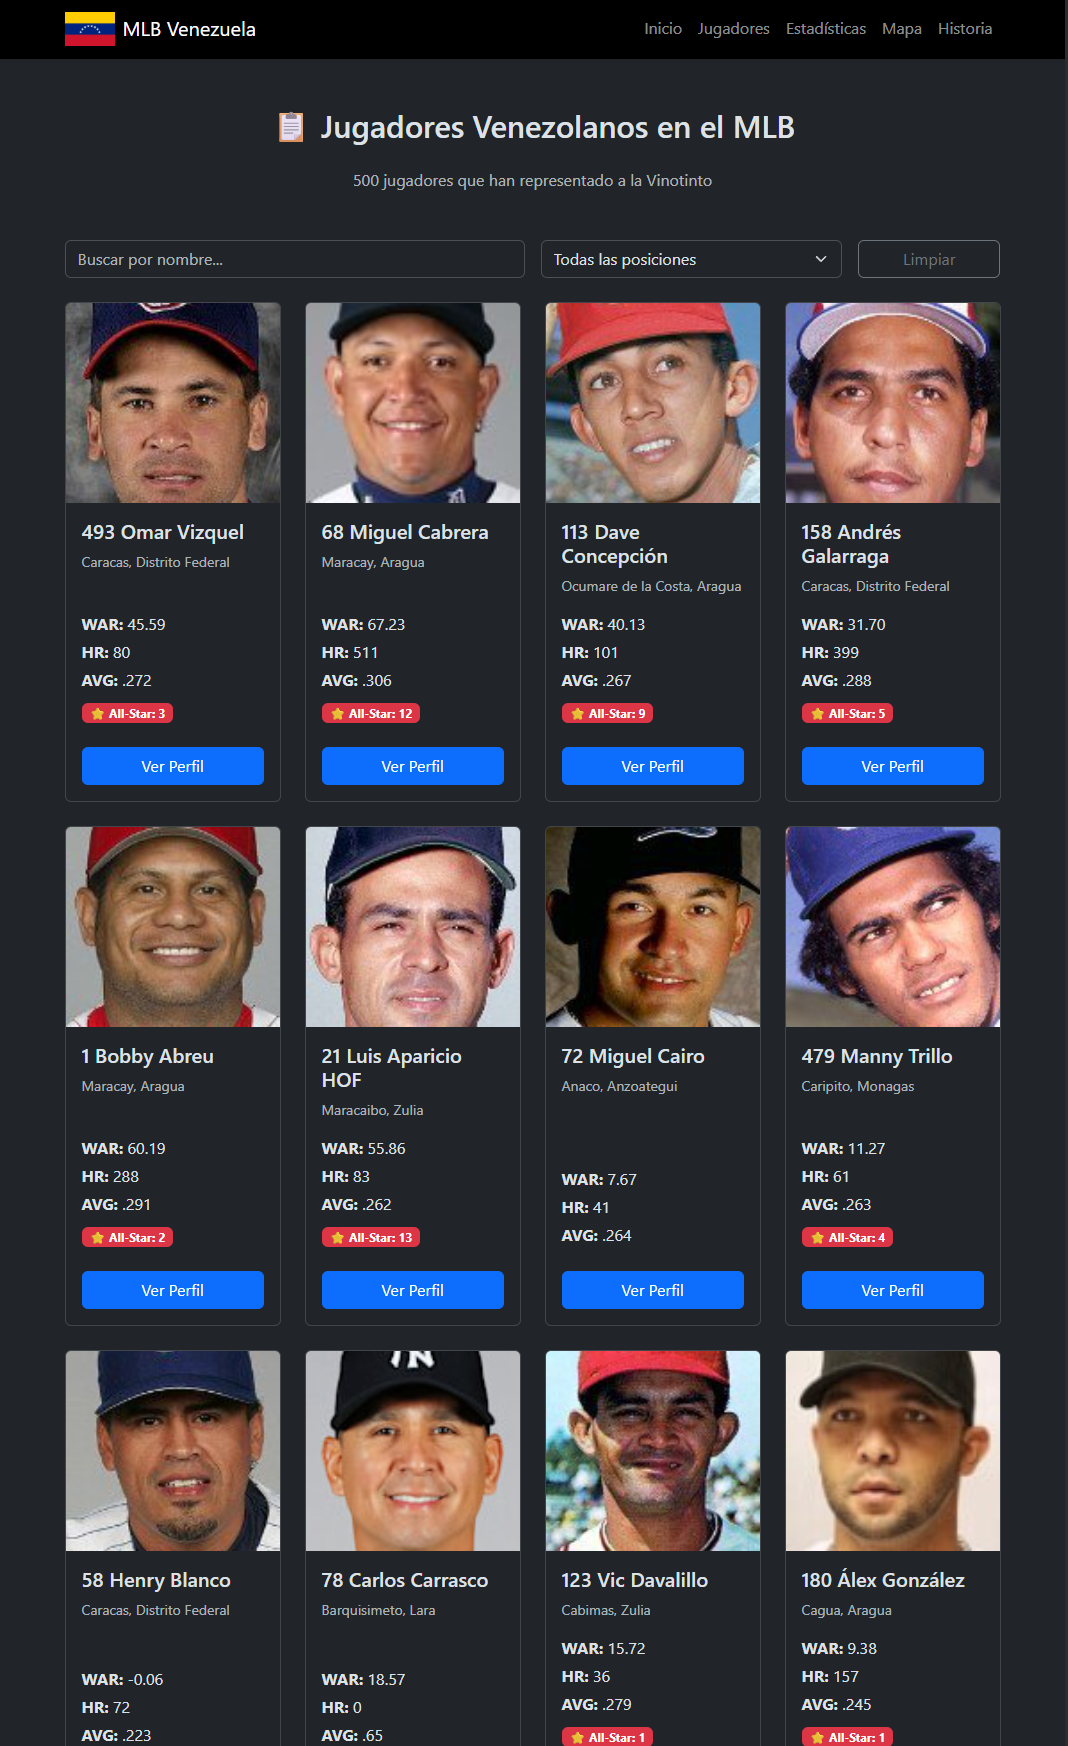 MLB Venezuela
Inicio Jugadores Estadísticas Mapa Historia
Jugadores Venezolanos en el MLB
500 jugadores que han representado a la Vinotinto
Buscar por nombre...
Todas las posiciones
Limpiar
493 Omar Vizquel
Caracas, Distrito Federal
WAR: 45.59
HR: 80
AVG: .272
All-Star: 3
Ver Perfil
68 Miguel Cabrera
Maracay, Aragua
WAR: 67.23
HR: 511
AVG: .306
All-Star: 12
Ver Perfil
113 Dave
Concepción
Ocumare de la Costa, Aragua
WAR: 40.13
HR: 101
AVG: .267
All-Star: 9
Ver Perfil
158 Andrés
Galarraga
Caracas, Distrito Federal
WAR: 31.70
HR: 399
AVG: .288
All-Star: 5
Ver Perfil
1 Bobby Abreu
Maracay, Aragua
WAR: 60.19
HR: 288
AVG: .291
All-Star: 2
Ver Perfil
21 Luis Aparicio
HOF
Maracaibo, Zulia
WAR: 55.86
HR: 83
AVG: .262
All-Star: 13
Ver Perfil
72 Miguel Cairo
Anaco, Anzoategui
WAR: 7.67
HR: 41
AVG: .264
Ver Perfil
479 Manny Trillo
Caripito, Monagas
WAR: 11.27
HR: 61
AVG: .263
All-Star: 4
Ver Perfil
58 Henry Blanco
Caracas, Distrito Federal
WAR: -0.06
HR: 72
AVG: .223
78 Carlos Carrasco
Barquisimeto, Lara
WAR: 18.57
HR: 0
AVG: .65
123 Vic Davalillo
Cabimas, Zulia
WAR: 15.72
HR: 36
AVG: .279
All-Star: 1
180 Álex González
Cagua, Aragua
WAR: 9.38
HR: 157
AVG: .245
All-Star: 1